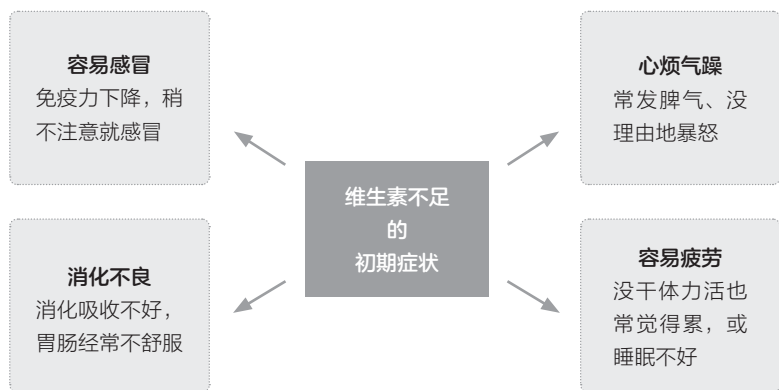 容易感冒
免疫力下降，稍
不注意就感冒
心烦气躁
常发脾气、没
理由地暴怒
维生素不足
的
初期症状
消化不良
消化吸收不好，
胃肠经常不舒服
容易疲劳
没干体力活也
常觉得累，或
睡眠不好